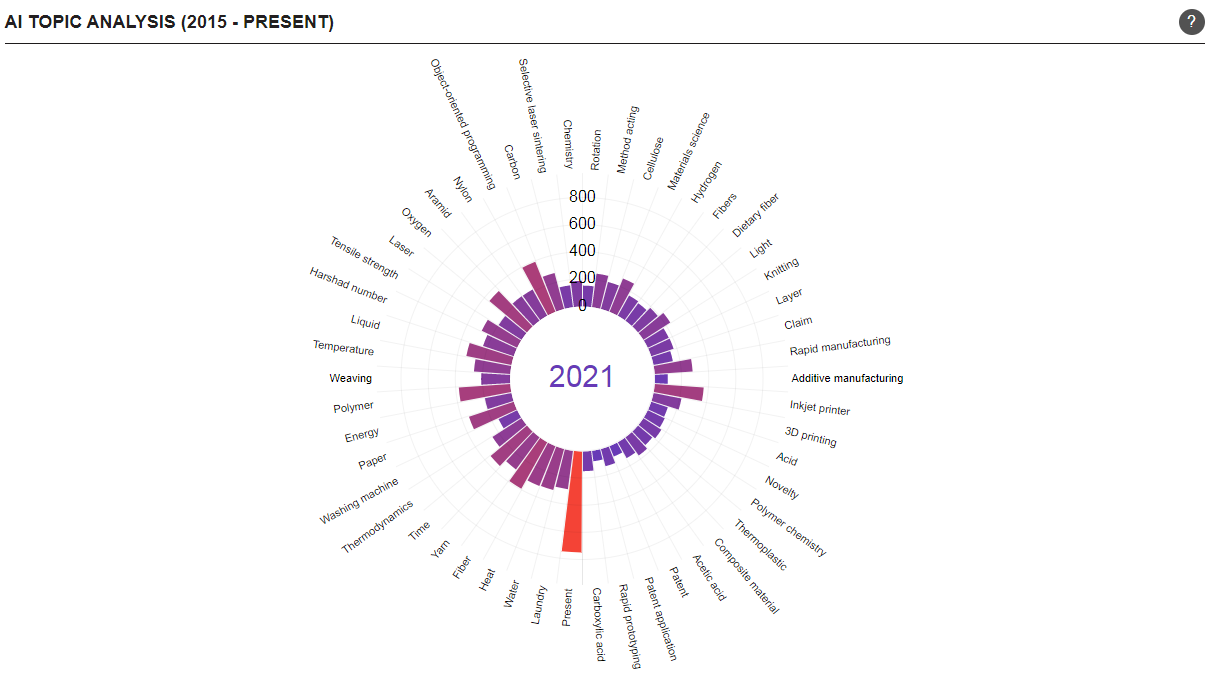 AI TOPIC ANALYSIS (2015 - PRESENT)
?
Chemistry
Rotation
Method acting
Cellulose
Materials science
Hydrogen
Fibers
Dietary fiber
Light
Knitting
Layer
Claim
Rapid manufacturing
Additive manufacturing
Inkjet printer
3D printing
Acid
Novelty
Polymer chemistry
Thermoplastic
Composite material
Acetic acid
Patent
Patent application
Rapid prototyping
Carboxylic acid
Present
Laundry
Water
Heat
Fiber
Yarn
Time
Thermodynamics
Washing machine
Paper
Energy
Polymer
Weaving
Temperature
Liquid
Harshad number
Tensile strength
Laser
Oxygen
Aramid
Nylon
Object-oriented programming
Carbon
Selective laser sintering
800
600
400
200
0
2021